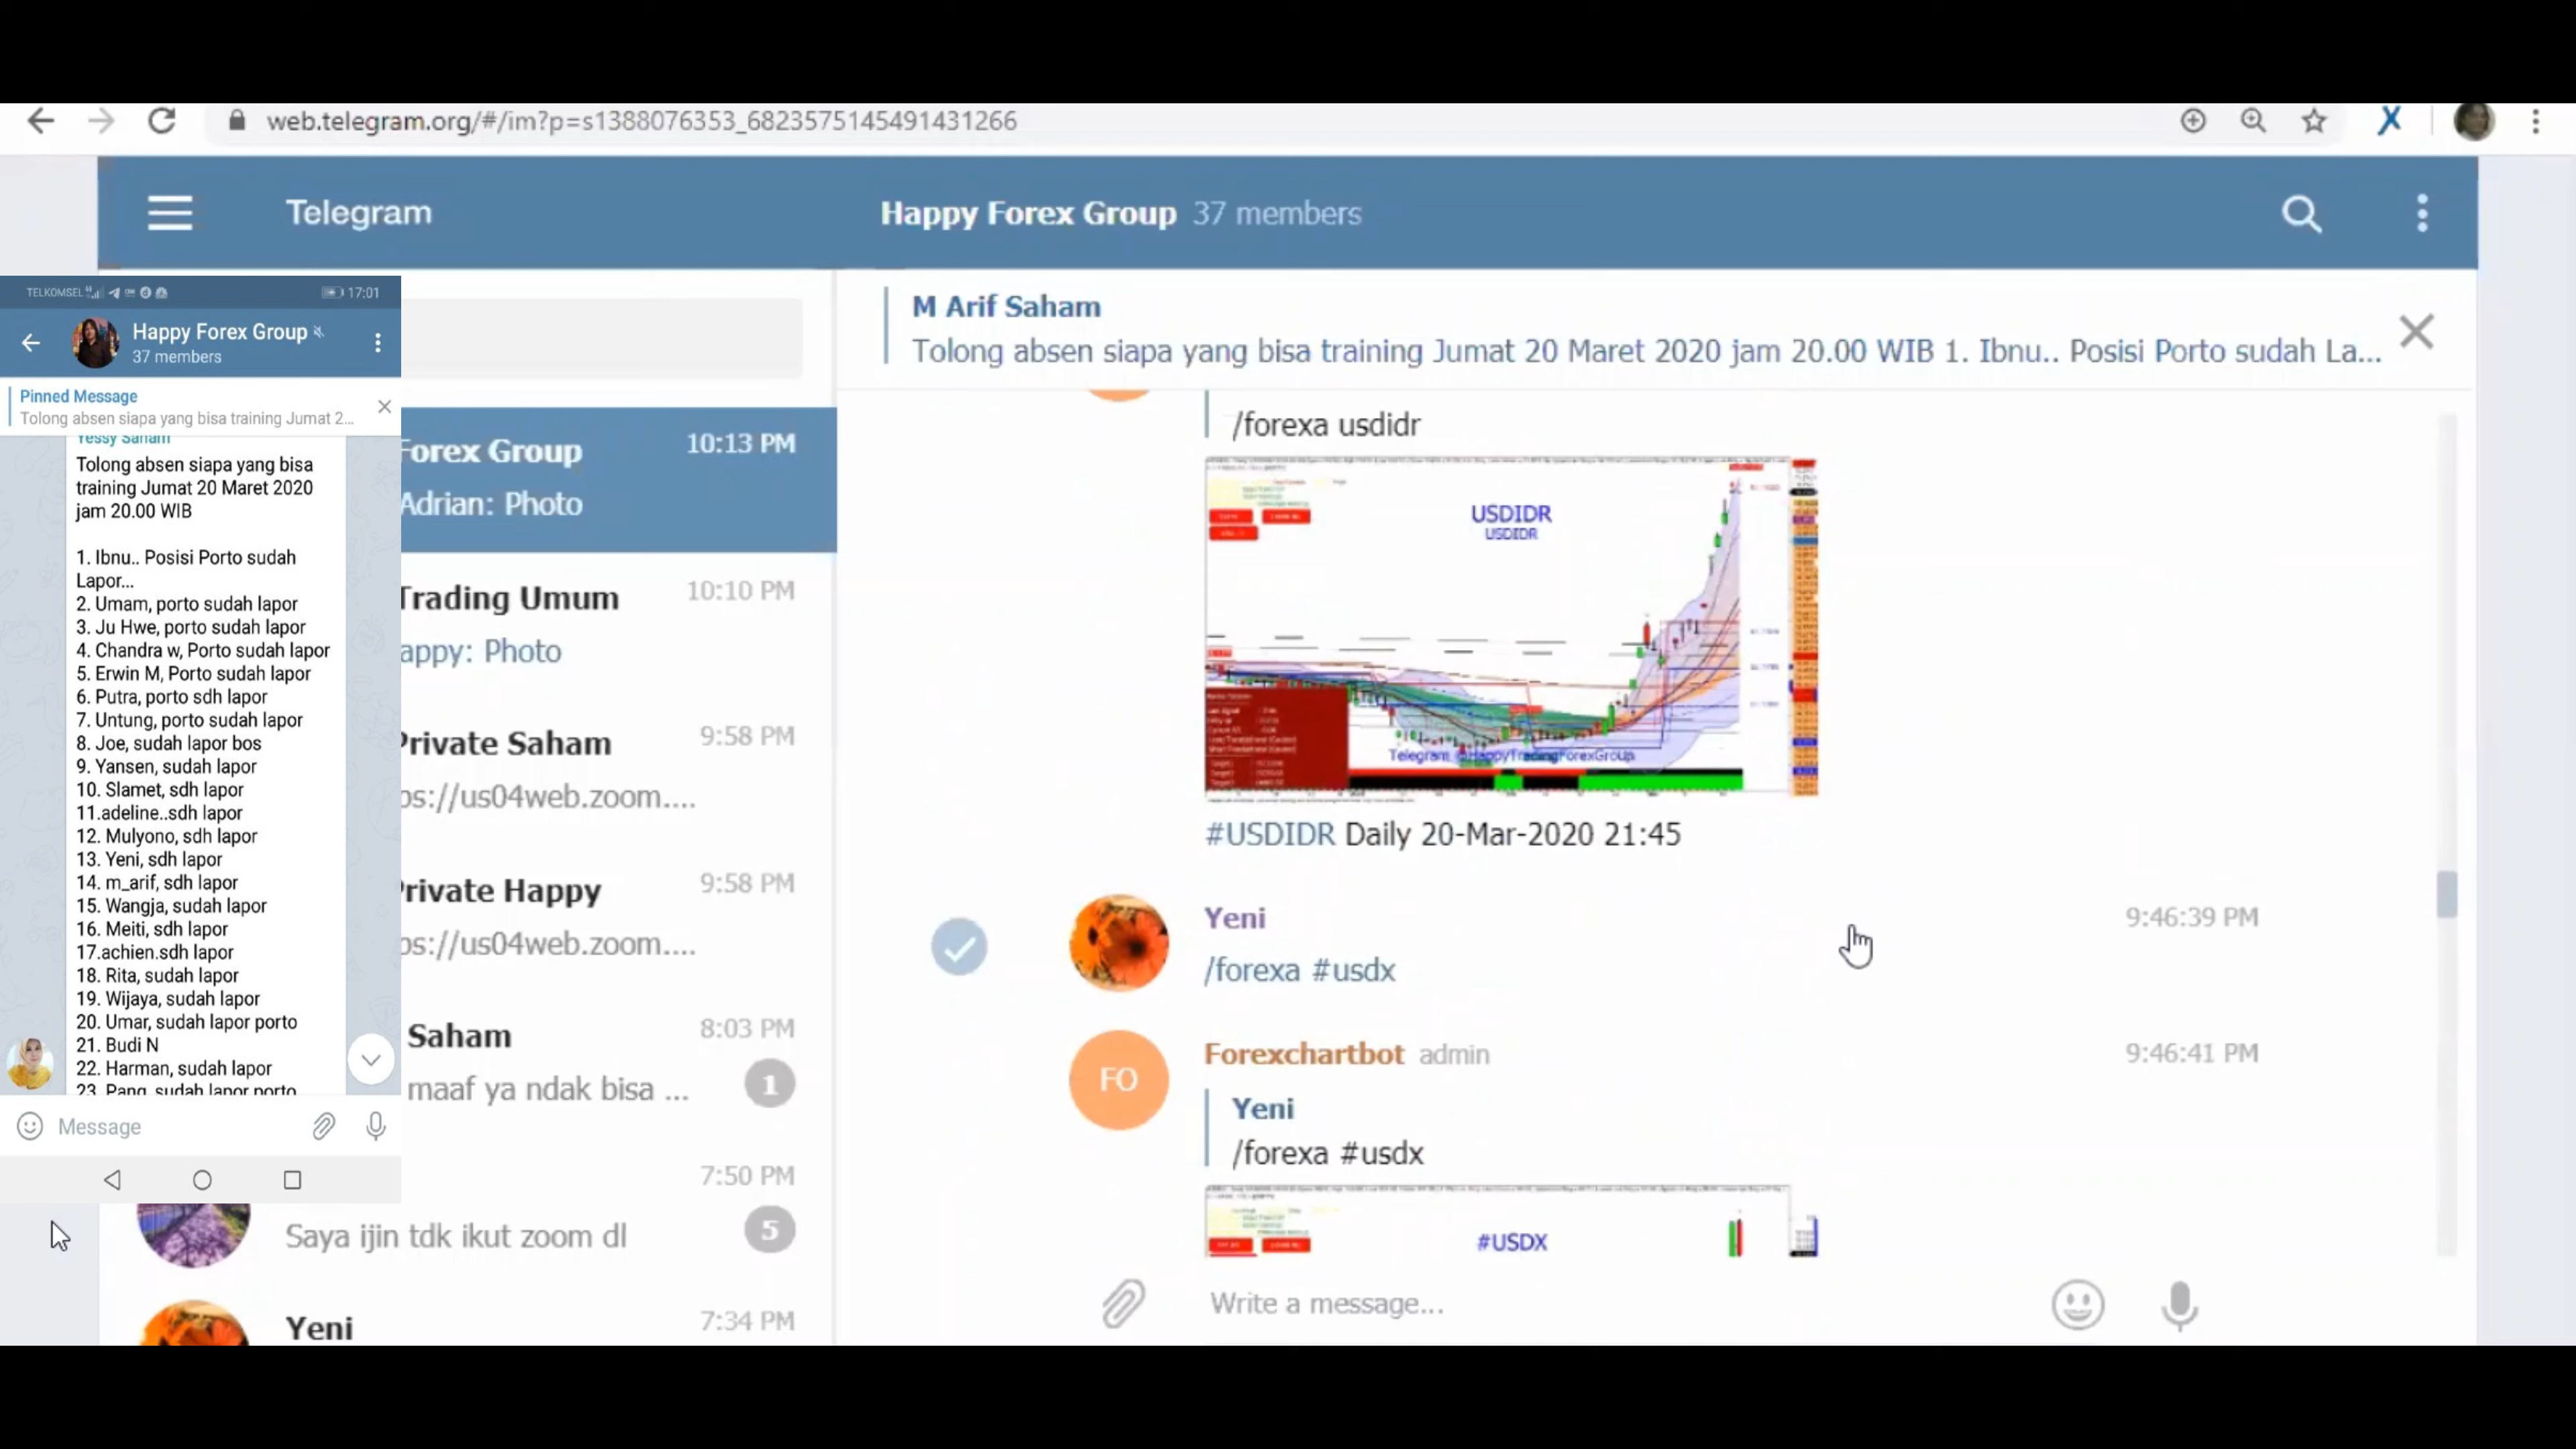 web.telegram.org/#/im?p=s1388076353_6823575145491431266
Telegram
Happy Forex Group 37 members
TELKOMSEL 17:01
Happy Forex Group
37 members
Pinned Message
Tolong absen siapa yang bisa training Jumat 2...
Yessy Saham
Tolong absen siapa yang bisa
training Jumat 20 Maret 2020
jam 20.00 WIB
1. Ibnu.. Posisi Porto sudah
Lapor...
2. Umam, porto sudah lapor
3. Ju Hwe, porto sudah lapor
4. Chandra w, Porto sudah lapor
5. Erwin M, Porto sudah lapor
6. Putra, porto sdh lapor
7. Untung, porto sudah lapor
8. Joe, sudah lapor bos
9. Yansen, sudah lapor
10. Slamet, sdh lapor
11.adeline..sdh lapor
12. Mulyono, sdh lapor
13. Yeni, sdh lapor
14. m_arif, sdh lapor
15. Wangja, sudah lapor
16. Meiti, sdh lapor
17.achien.sdh lapor
18. Rita, sudah lapor
19. Wijaya, sudah lapor
20. Umar, sudah lapor porto
21. Budi N
22. Harman, sudah lapor
23. Pang, sudah lapor porto
Message
Forex Group 10:13 PM
Adrian: Photo
Trading Umum 10:10 PM
appy: Photo
Private Saham 9:58 PM
ps://us04web.zoom....
Private Happy 9:58 PM
ps://us04web.zoom....
Saham 8:03 PM
maaf ya ndak bisa ... 1
7:50 PM
Saya ijin tdk ikut zoom dl 5
Yeni 7:34 PM
M Arif Saham
Tolong absen siapa yang bisa training Jumat 20 Maret 2020 jam 20.00 WIB 1. Ibnu.. Posisi Porto sudah La...
/forexa usdidr
USDIDR
USDIDR
Telegram @HappyTradingForexGroUp
#USDIDR Daily 20-Mar-2020 21:45
Yeni 9:46:39 PM
/forexa #usdx
FO
Forexchartbot admin 9:46:41 PM
Yeni
/forexa #usdx
#USDX
Write a message...